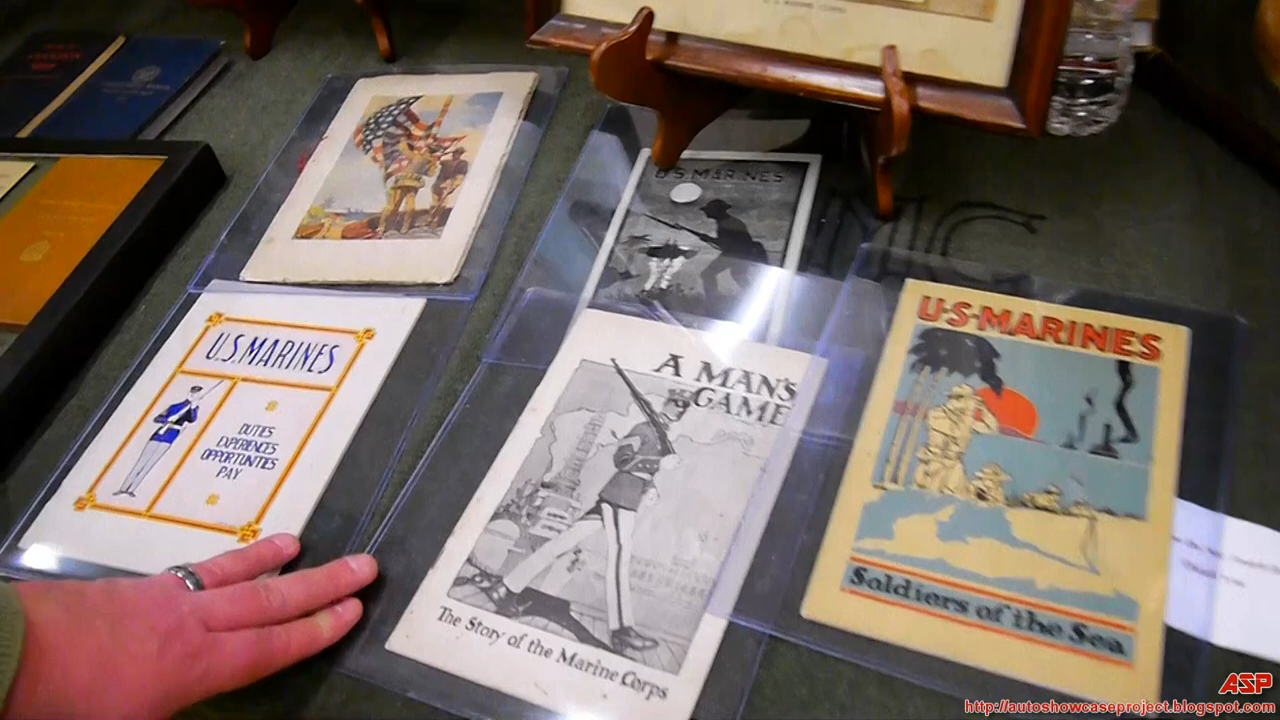 U.S. MARINES
U.S. MARINES
DUTIES
EXPERIENCES
OPPORTUNITIES
PAY
A MAN'S
GAME
The Story of the Marine Corps
U·S·MARINES
Soldiers of the Sea
ASP
http://autoshowcaseproject.blogspot.com